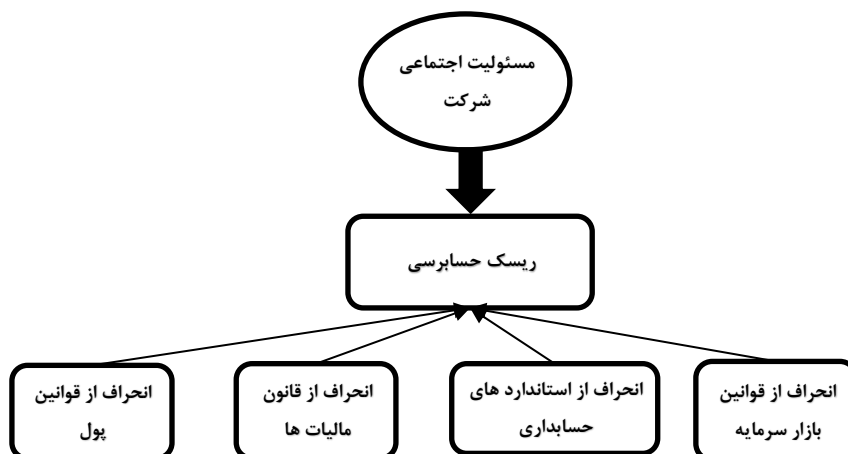 مسئولیت اجتماعی
شرکت
ریسک حسابرسی
انحراف از قوانین
بازار سرمایه
انحراف از استاندارد های
حسابداری
انحراف از قانون
مالیات ها
انحراف از قوانین
پول